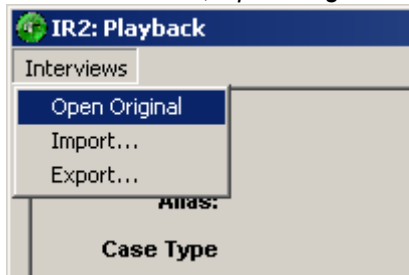 IR2: Playback
Interviews
Open Original
Import...
Export...
Alias:
Case Type